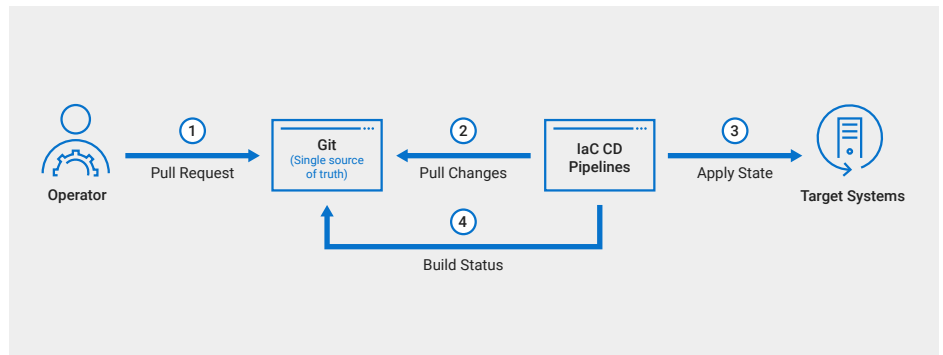 1
2
3
Git
(Single source
of truth)
IaC CD
Pipelines
Pull Request
Pull Changes
Apply State
Operator
Target Systems
4
Build Status